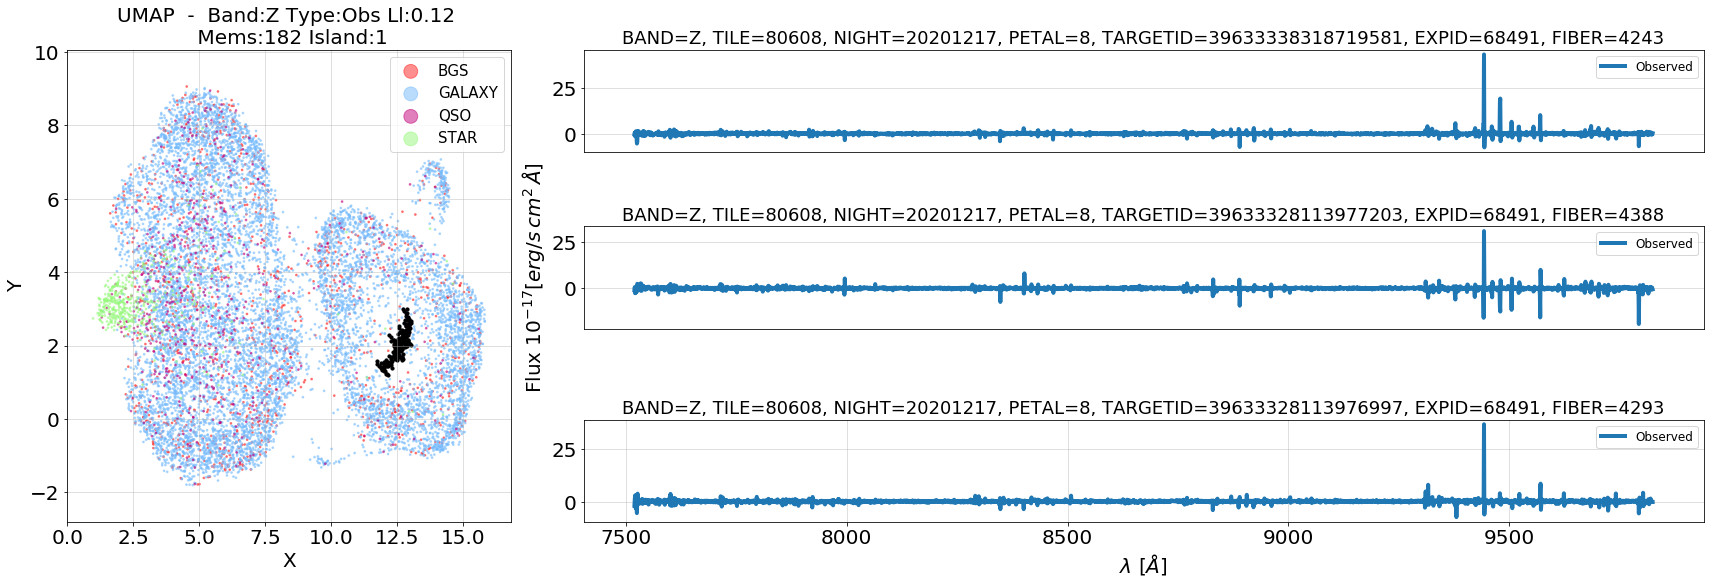 UMAP - Band:Z Type:Obs Ll:0.12
Mems:182 Island:1
10
8
6
4
2
0
−2
Y
0.0 2.5 5.0 7.5 10.0 12.5 15.0
X
BGS
GALAXY
QSO
STAR
Flux 10⁻¹⁷[erg/s cm² Å]
BAND=Z, TILE=80608, NIGHT=20201217, PETAL=8, TARGETID=39633338318719581, EXPID=68491, FIBER=4243
25
0
Observed
BAND=Z, TILE=80608, NIGHT=20201217, PETAL=8, TARGETID=39633328113977203, EXPID=68491, FIBER=4388
25
0
Observed
BAND=Z, TILE=80608, NIGHT=20201217, PETAL=8, TARGETID=39633328113976997, EXPID=68491, FIBER=4293
25
0
Observed
7500 8000 8500 9000 9500
λ [Å]